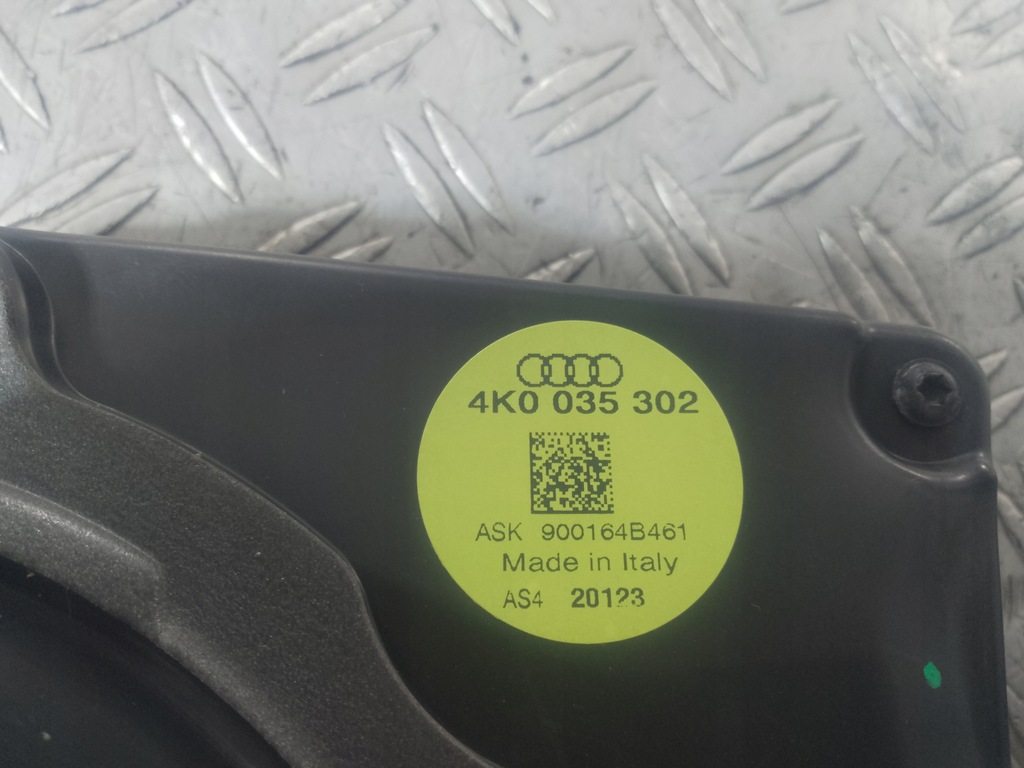 4K0 035 302
ASK 900164B461
Made in Italy
AS4 20123